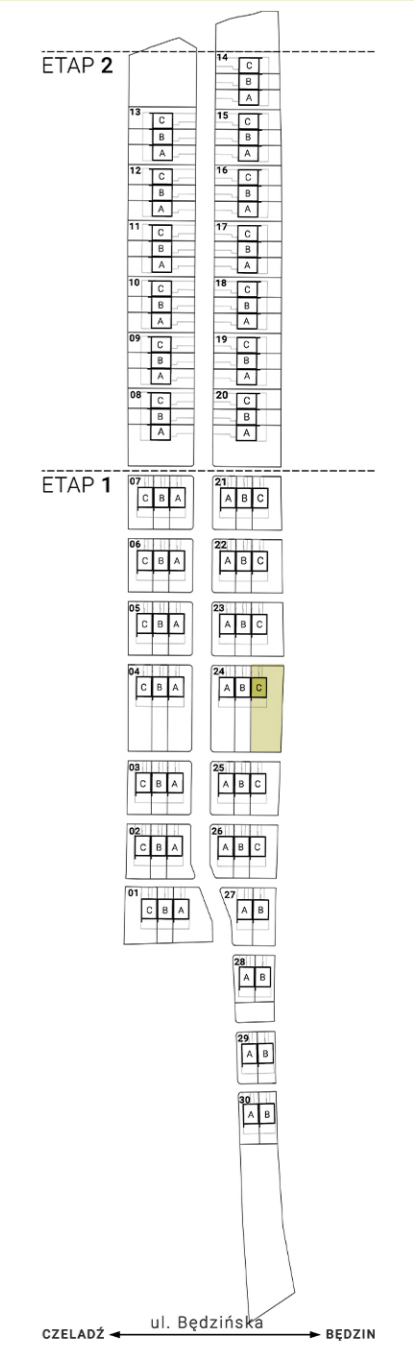 14
C
ETAP 2
B
A
13
15
C C
B B
A A
12
16
C C
B B
A A
11
17
C C
B B
A A
10
18
C C
B B
A A
09
19
C C
B B
A A
08
20
C C
B B
A A
ETAP 1
07
21
C B A A B C
06
22
C B A A B C
05
23
C B A A B C
04
24
C B A A B C
03
25
C B A A B C
02
26
C B A A B C
01
27
C B A A B
28
A B
29
A B
30
A B
ul. Będzińska
CZELADŹ BĘDZIN